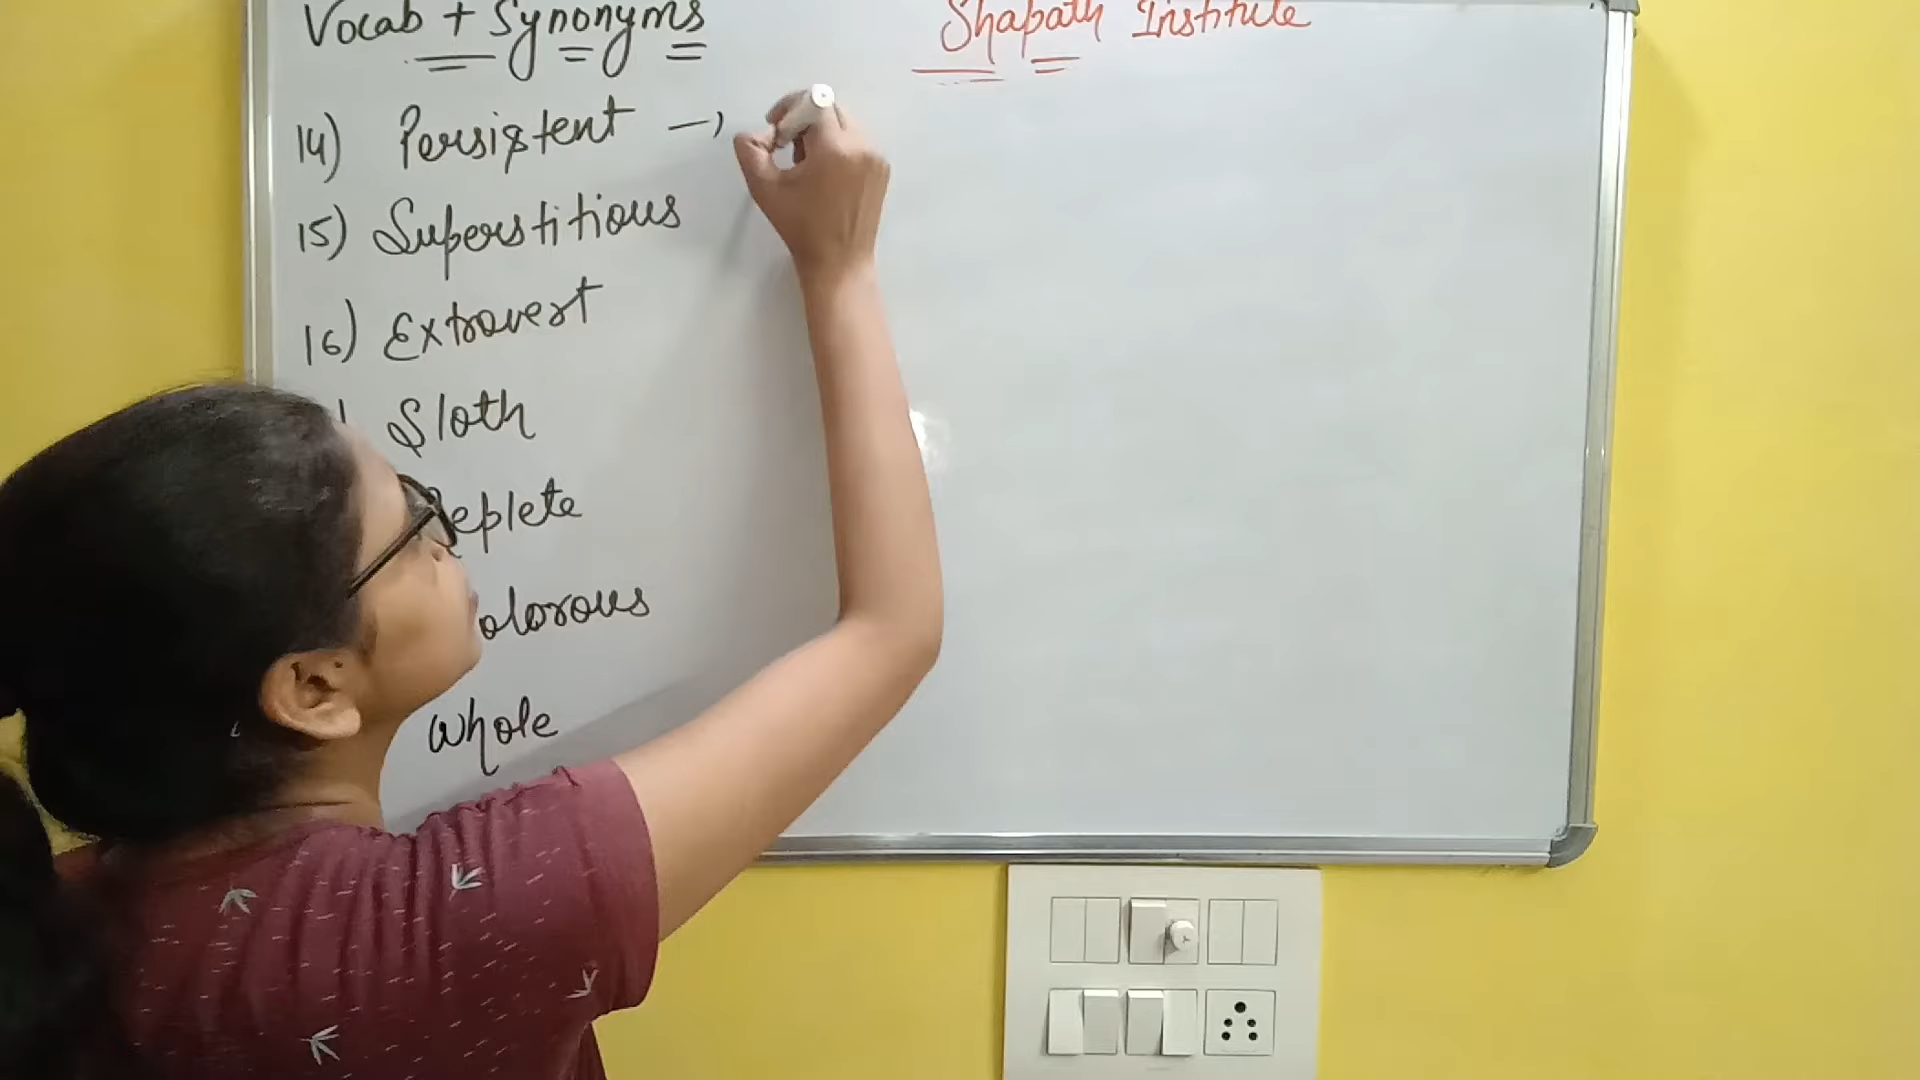 Vocab + Synonyms
Shapath Institute
14) Persistent →
15) Superstitious
16) Extrovert
Sloth
eplete
olorous
Whole